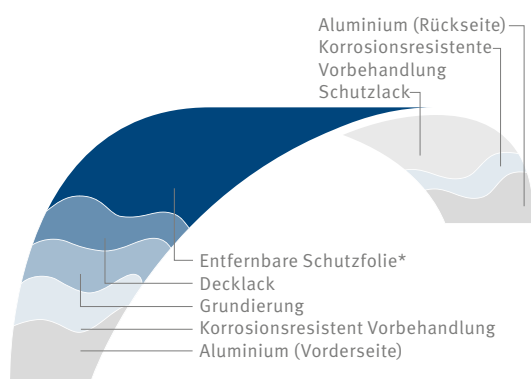 Aluminium (Rückseite)
Korrosionsresistente
Vorbehandlung
Schutzlack
Entfernbare Schutzfolie*
Decklack
Grundierung
Korrosionsresistent Vorbehandlung
Aluminium (Vorderseite)